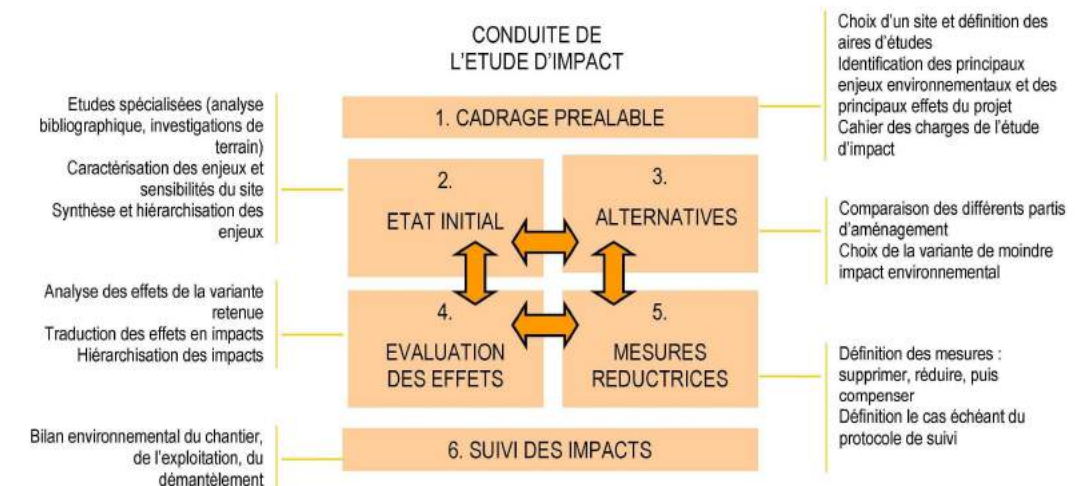 CONDUITE DE
L'ETUDE D'IMPACT
Choix d'un site et définition des
aires d'études
Identification des principaux
enjeux environnementaux et des
principaux effets du projet
Cahier des charges de l'étude
d'impact
1. CADRAGE PREALABLE
Etudes spécialisées (analyse
bibliographique, investigations de
terrain)
Caractérisation des enjeux et
sensibilités du site
Synthèse et hiérarchisation des
enjeux
2.
ETAT INITIAL
3.
ALTERNATIVES
Comparaison des différents partis
d'aménagement
Choix de la variante de moindre
impact environnemental
Analyse des effets de la variante
retenue
Traduction des effets en impacts
Hiérarchisation des impacts
4.
EVALUATION
DES EFFETS
5.
MESURES
REDUCTRICES
Définition des mesures :
supprimer, réduire, puis
compenser
Définition le cas échéant du
protocole de suivi
Bilan environnemental du chantier,
de l'exploitation, du
démantèlement
6. SUIVI DES IMPACTS